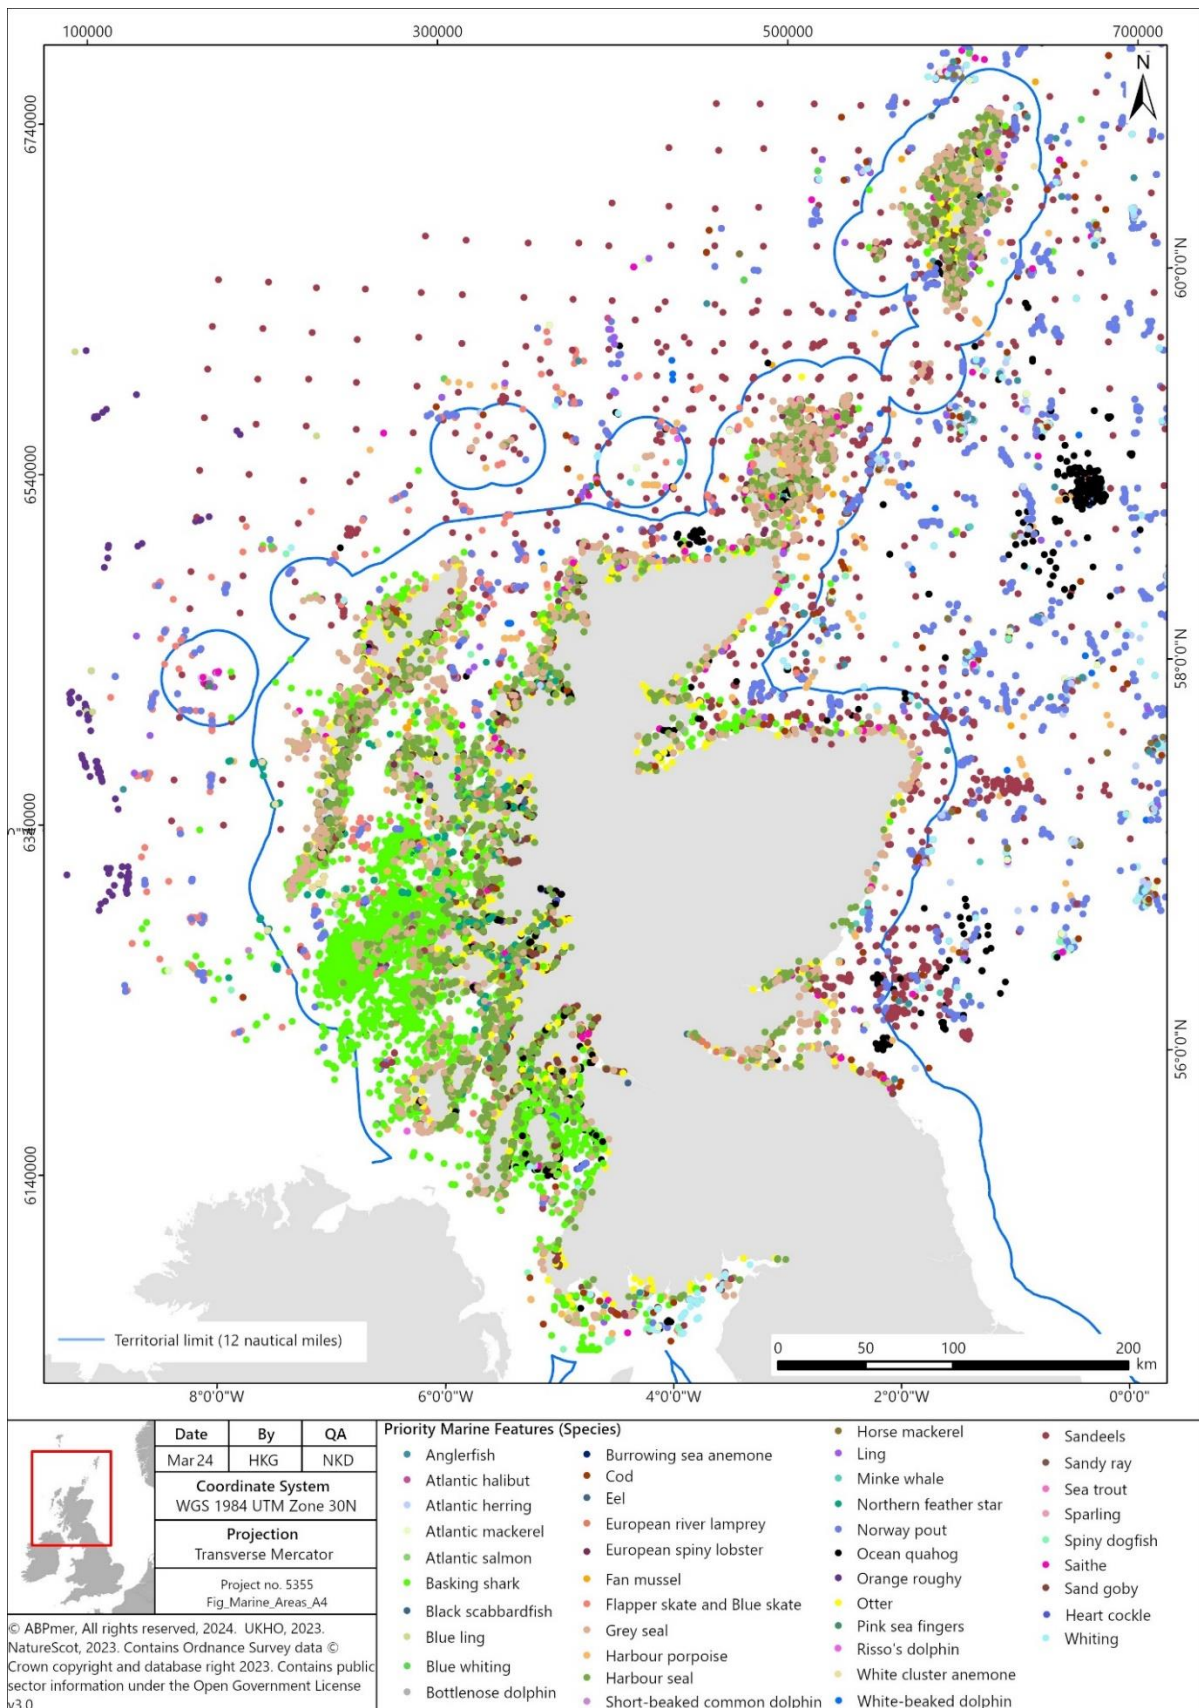 100000 300000 500000 700000
N
6740000
60°0'0"N
6540000
58°0'0"N
6340000
56°0'0"N
6140000
Territorial limit (12 nautical miles)
0 50 100 200
km
8°0'0"W 6°0'0"W 4°0'0"W 2°0'0"W 0°0'0"
Date By QA
Mar 24 HKG NKD
Coordinate System
WGS 1984 UTM Zone 30N
Projection
Transverse Mercator
Project no. 5355
Fig_Marine_Areas_A4
© ABPmer, All rights reserved, 2024. UKHO, 2023.
NatureScot, 2023. Contains Ordnance Survey data ©
Crown copyright and database right 2023. Contains public
sector information under the Open Government License
v3.0
Priority Marine Features (Species)
Anglerfish
Atlantic halibut
Atlantic herring
Atlantic mackerel
Atlantic salmon
Basking shark
Black scabbardfish
Blue ling
Blue whiting
Bottlenose dolphin
Burrowing sea anemone
Cod
Eel
European river lamprey
European spiny lobster
Fan mussel
Flapper skate and Blue skate
Grey seal
Harbour porpoise
Harbour seal
Short-beaked common dolphin
Horse mackerel
Ling
Minke whale
Northern feather star
Norway pout
Ocean quahog
Orange roughy
Otter
Pink sea fingers
Risso's dolphin
White cluster anemone
White-beaked dolphin
Sandeels
Sandy ray
Sea trout
Sparling
Spiny dogfish
Saithe
Sand goby
Heart cockle
Whiting